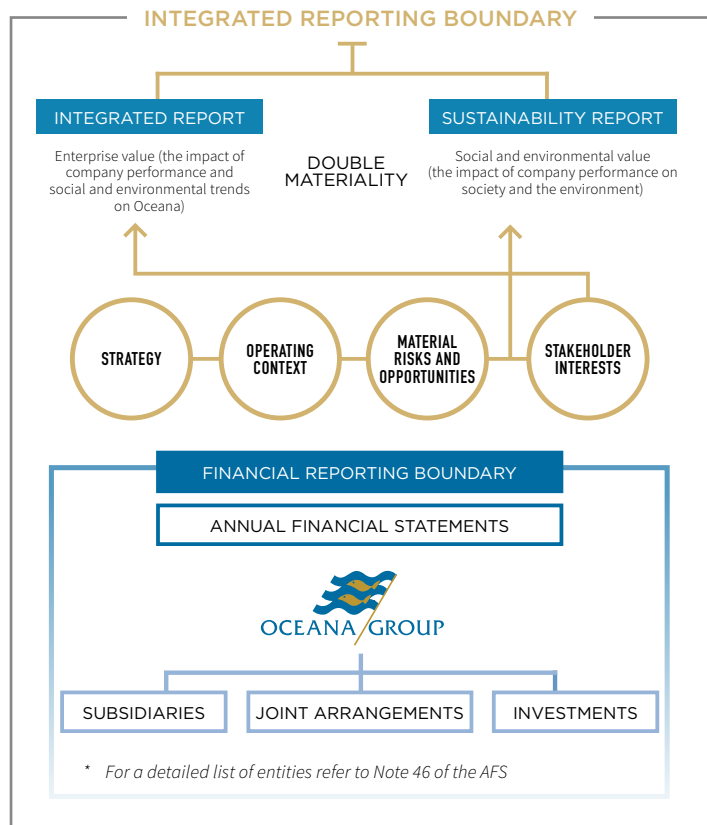 INTEGRATED REPORTING BOUNDARY
INTEGRATED REPORT
Enterprise value (the impact of
company performance and
social and environmental trends
on Oceana)
DOUBLE
MATERIALITY
SUSTAINABILITY REPORT
Social and environmental value
(the impact of company performance on
society and the environment)
STRATEGY
OPERATING
CONTEXT
MATERIAL
RISKS AND
OPPORTUNITIES
STAKEHOLDER
INTERESTS
FINANCIAL REPORTING BOUNDARY
ANNUAL FINANCIAL STATEMENTS
OCEANA GROUP
SUBSIDIARIES
JOINT ARRANGEMENTS
INVESTMENTS
* For a detailed list of entities refer to Note 46 of the AFS